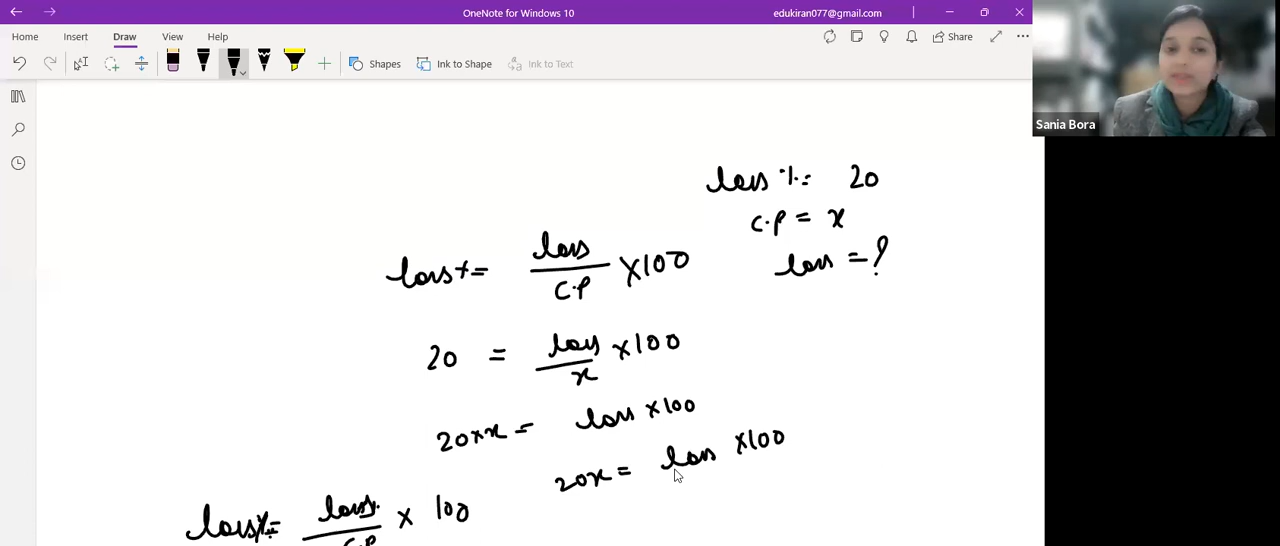 OneNote for Windows 10
edukiran077@gmail.com
Home Insert Draw View Help
Share
Shapes Ink to Shape Ink to Text
Sania Bora
loss %= 20
C.P = x
loss = ?
loss % = loss/C.P ×100
20 = loss/x ×100
20×x = loss ×100
20x = loss ×100
loss%= loss/C.P × 100